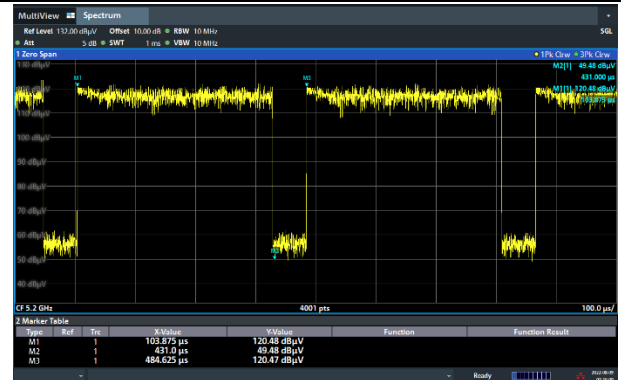 MultiView Spectrum
Ref Level 132.00 dBµV Offset 10.00 dB RBW 10 MHz SGL
Att 5 dB SWT 1 ms VBW 10 MHz
1 Zero Span 1Pk Clrw 3Pk Clrw
130 dBµV M2[1] 49.48 dBµV
431.000 µs
M1 M3 M1[1] 120.48 dBµV
103.875 µs
110 dBµV
100 dBµV
90 dBµV
80 dBµV
70 dBµV
60 dBµV
50 dBµV
40 dBµV
CF 5.2 GHz 4001 pts 100.0 µs/
2 Marker Table
Type Ref Trc X-Value Y-Value Function Function Result
M1 1 103.875 µs 120.48 dBµV
M2 1 431.0 µs 49.48 dBµV
M3 1 484.625 µs 120.47 dBµV
Ready